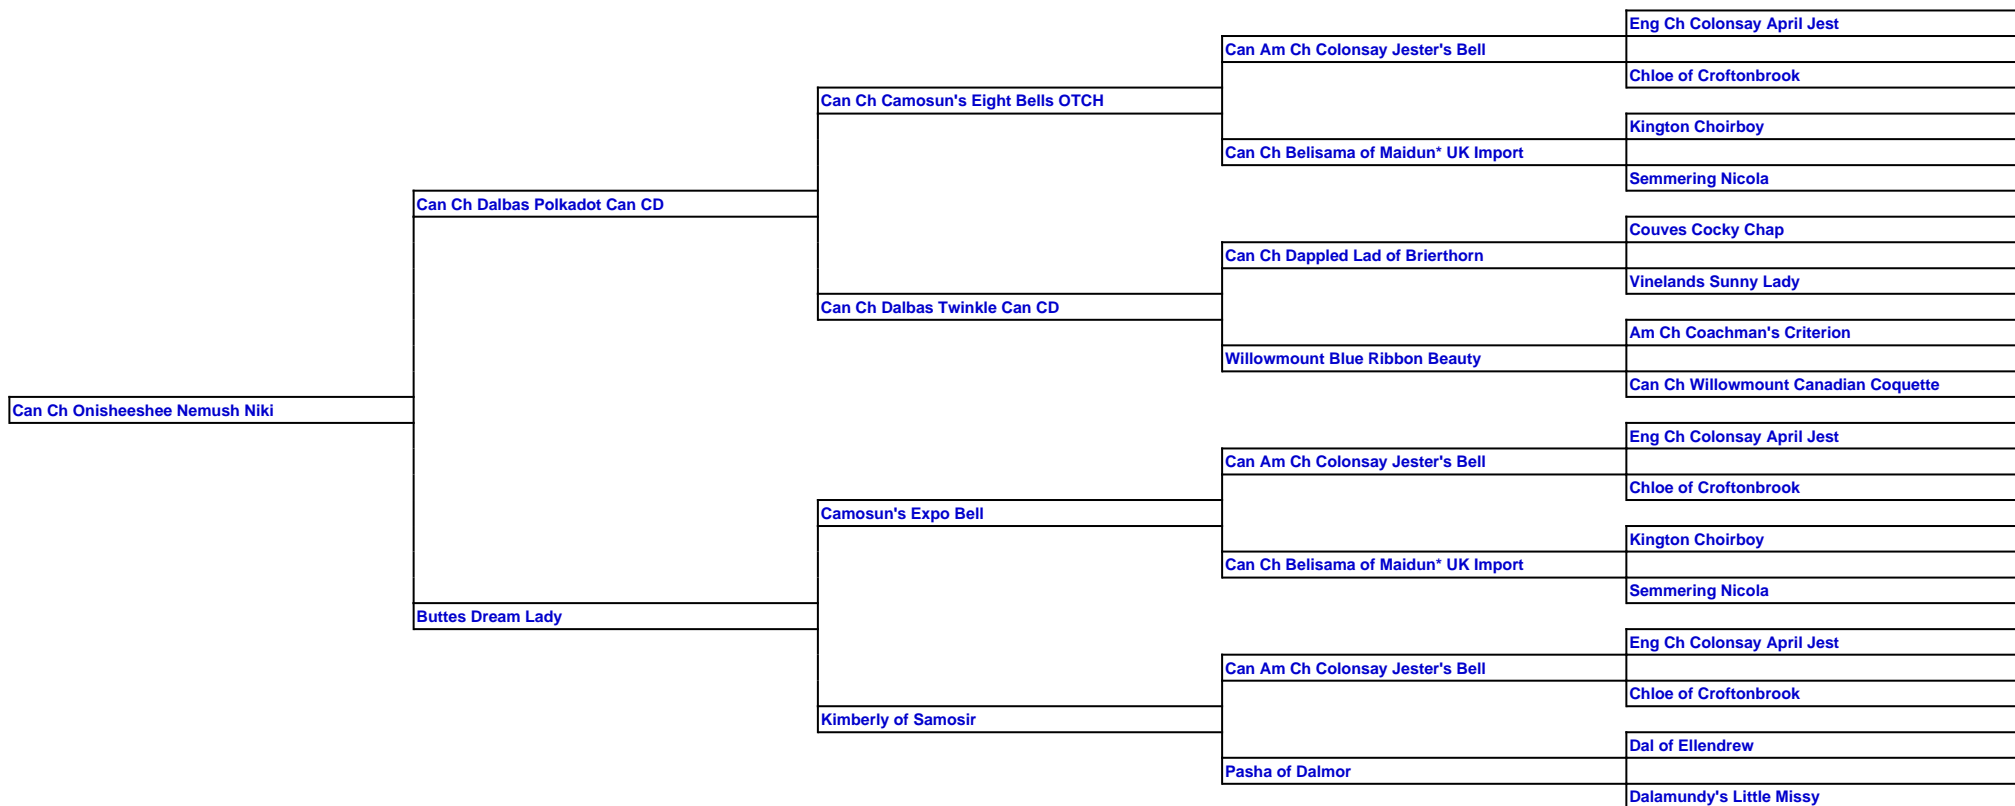 Eng Ch Colonsay April Jest
Can Am Ch Colonsay Jester's Bell
Chloe of Croftonbrook
Can Ch Camosun's Eight Bells OTCH
Kington Choirboy
Can Ch Belisama of Maidun* UK Import
Semmering Nicola
Can Ch Dalbas Polkadot Can CD
Couves Cocky Chap
Can Ch Dappled Lad of Brierthorn
Vinelands Sunny Lady
Can Ch Dalbas Twinkle Can CD
Am Ch Coachman's Criterion
Willowmount Blue Ribbon Beauty
Can Ch Willowmount Canadian Coquette
Can Ch Onisheeshee Nemush Niki
Eng Ch Colonsay April Jest
Can Am Ch Colonsay Jester's Bell
Chloe of Croftonbrook
Camosun's Expo Bell
Kington Choirboy
Can Ch Belisama of Maidun* UK Import
Semmering Nicola
Buttes Dream Lady
Eng Ch Colonsay April Jest
Can Am Ch Colonsay Jester's Bell
Chloe of Croftonbrook
Kimberly of Samosir
Dal of Ellendrew
Pasha of Dalmor
Dalamundy's Little Missy